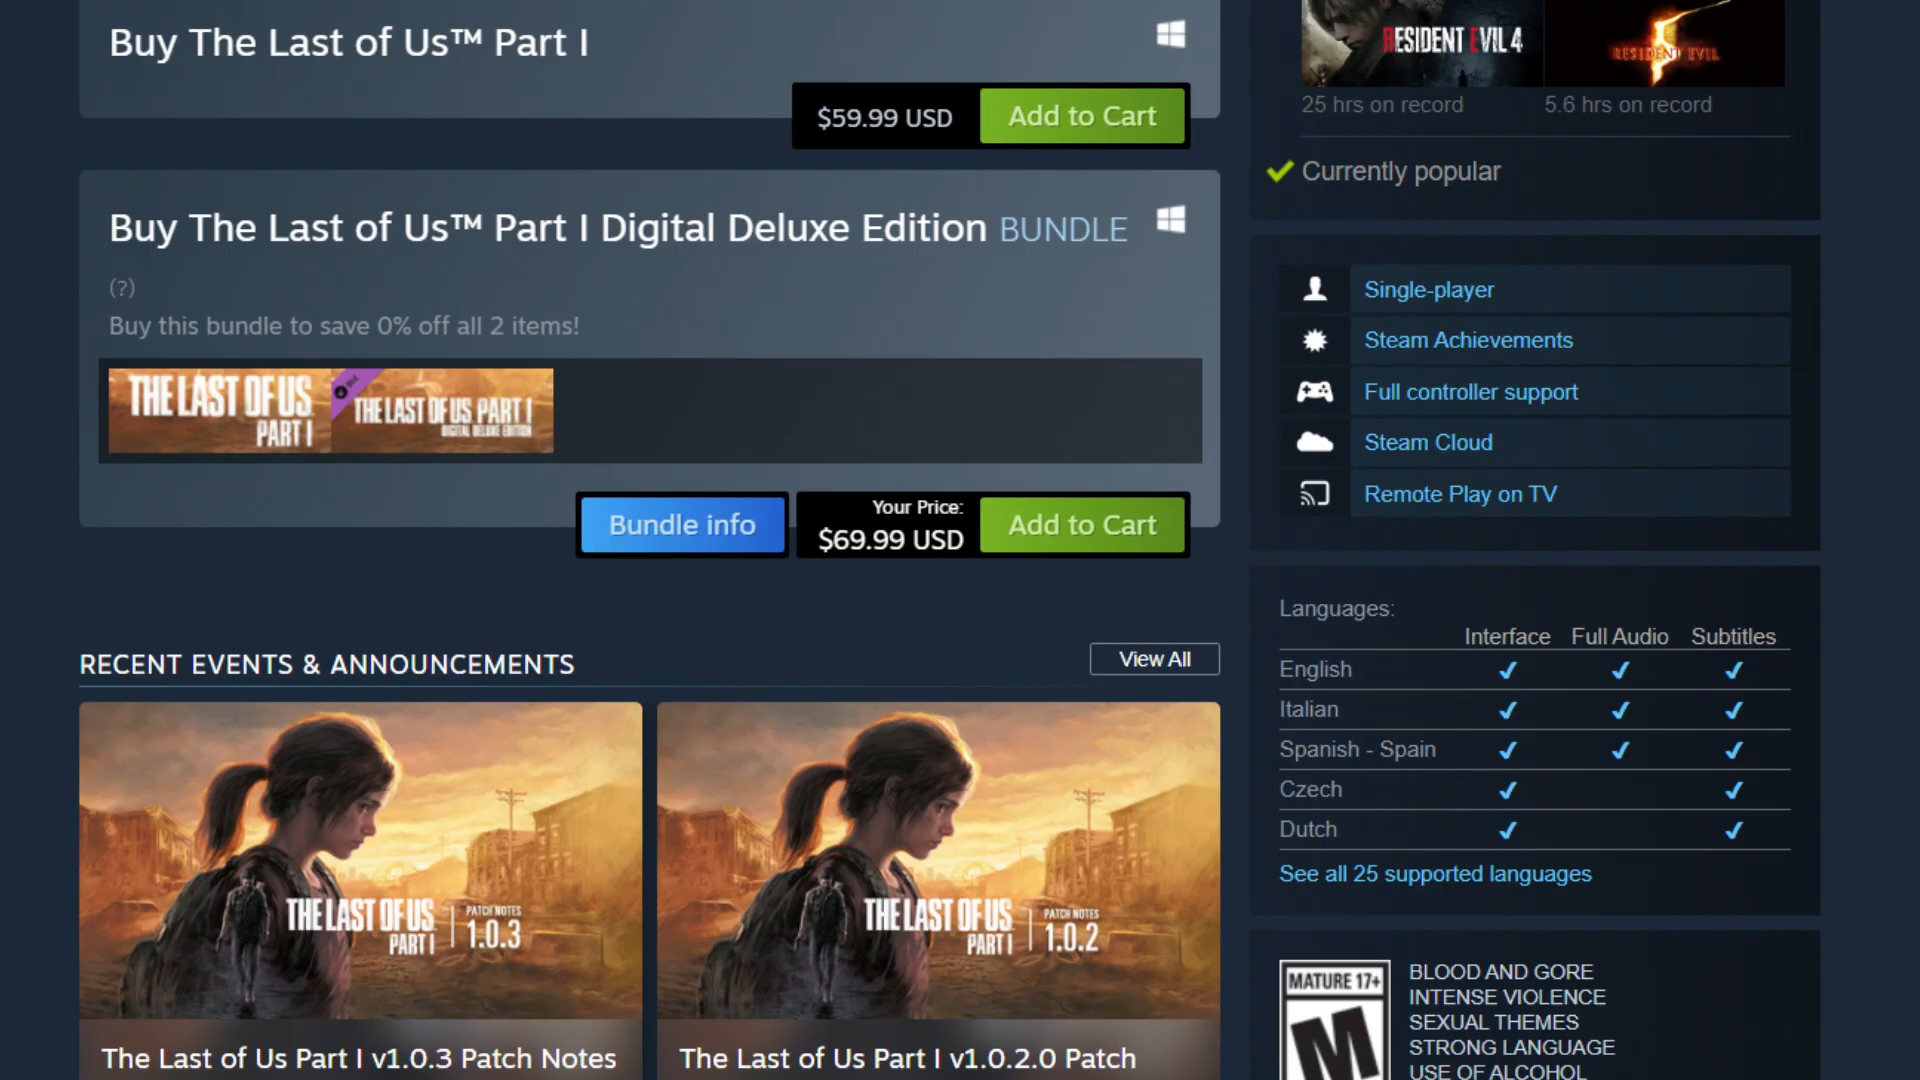 Buy The Last of Us™ Part I
$59.99 USD
Add to Cart
Buy The Last of Us™ Part I Digital Deluxe Edition BUNDLE
(?)
Buy this bundle to save 0% off all 2 items!
THE LAST OF US
PART I
THE LAST OF US PART I
DIGITAL DELUXE EDITION
Bundle info
Your Price:
$69.99 USD
Add to Cart
RECENT EVENTS & ANNOUNCEMENTS
View All
THE LAST OF US
PART I
PATCH NOTES
1.0.3
The Last of Us Part I v1.0.3 Patch Notes
THE LAST OF US
PART I
PATCH NOTES
1.0.2
The Last of Us Part I v1.0.2.0 Patch
RESIDENT EVIL 4
25 hrs on record
RESIDENT EVIL
5.6 hrs on record
Currently popular
Single-player
Steam Achievements
Full controller support
Steam Cloud
Remote Play on TV
Languages:
Interface Full Audio Subtitles
English ✔ ✔ ✔
Italian ✔ ✔ ✔
Spanish - Spain ✔ ✔ ✔
Czech ✔ ✔
Dutch ✔ ✔
See all 25 supported languages
MATURE 17+
M
BLOOD AND GORE
INTENSE VIOLENCE
SEXUAL THEMES
STRONG LANGUAGE
USE OF ALCOHOL